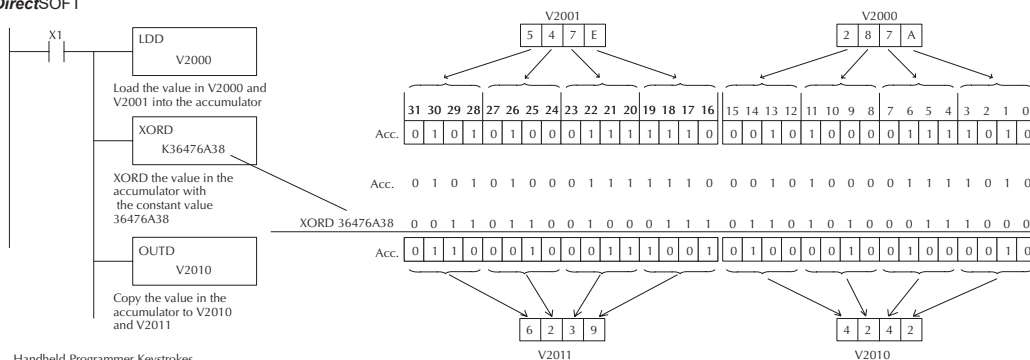 DirectSOFT
X1
LDD
V2000
Load the value in V2000 and
V2001 into the accumulator
XORD
K36476A38
XORD the value in the
accumulator with
the constant value
36476A38
OUTD
V2010
Copy the value in the
accumulator to V2010
and V2011
Handheld Programmer Keystrokes
V2001 V2000
5 4 7 E 2 8 7 A
31 30 29 28 27 26 25 24 23 22 21 20 19 18 17 16 15 14 13 12 11 10 9 8 7 6 5 4 3 2 1 0
Acc. 0 1 0 1 0 1 0 0 0 1 1 1 1 1 1 0 0 0 1 0 0 0 0 0 0 1 1 1 1 0 1 0
Acc. 0 1 0 1 0 1 0 0 0 1 1 1 1 1 1 0 0 0 1 0 0 0 0 0 0 1 1 1 1 0 1 0
XORD 36476A38 0 0 1 1 0 1 1 0 0 1 0 0 0 1 1 1 0 1 1 0 1 0 1 0 0 0 1 1 1 0 0 0
Acc. 0 1 1 0 0 0 1 0 0 0 1 1 1 0 0 1 0 1 0 0 0 0 1 0 0 1 0 0 0 0 1 0
6 2 3 9 4 2 4 2
V2011 V2010